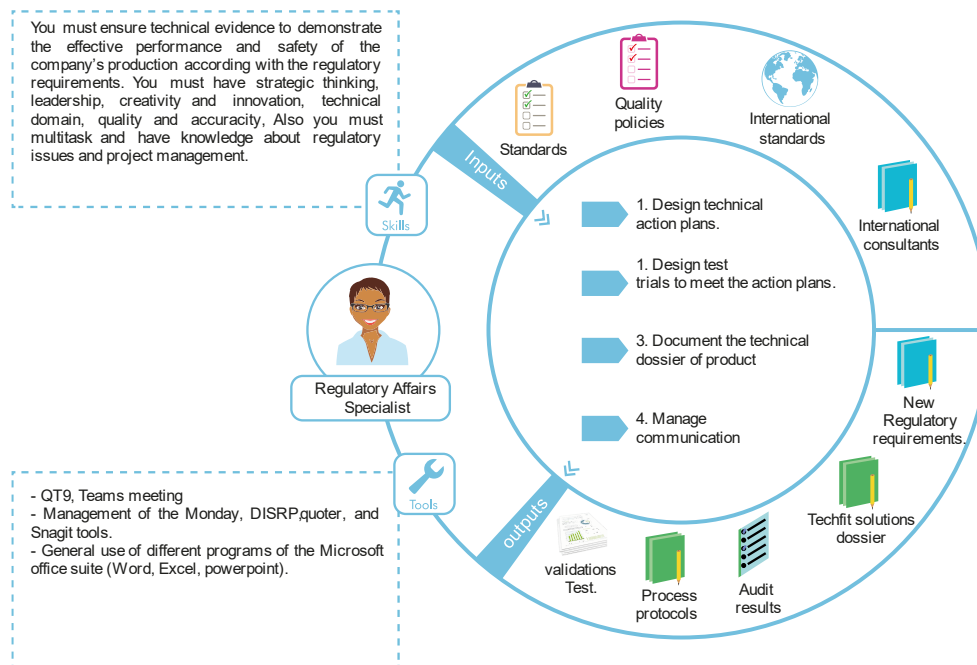 You must ensure technical evidence to demonstrate
the effective performance and safety of the
company's production according with the regulatory
requirements. You must have strategic thinking,
leadership, creativity and innovation, technical
domain, quality and accuracity, Also you must
multitask and have knowledge about regulatory
issues and project management.
Skills
Regulatory Affairs
Specialist
Tools
- QT9, Teams meeting
- Management of the Monday, DISRP,quoter, and
Snagit tools.
- General use of different programs of the Microsoft
office suite (Word, Excel, powerpoint).
Inputs
Standards
Quality
policies
International
standards
International
consultants
1. Design technical
action plans.
1. Design test
trials to meet the action plans.
3. Document the technical
dossier of product
4. Manage
communication
New
Regulatory
requirements.
Techfit solutions
dossier
Audit
results
Process
protocols
validations
Test.
outputs